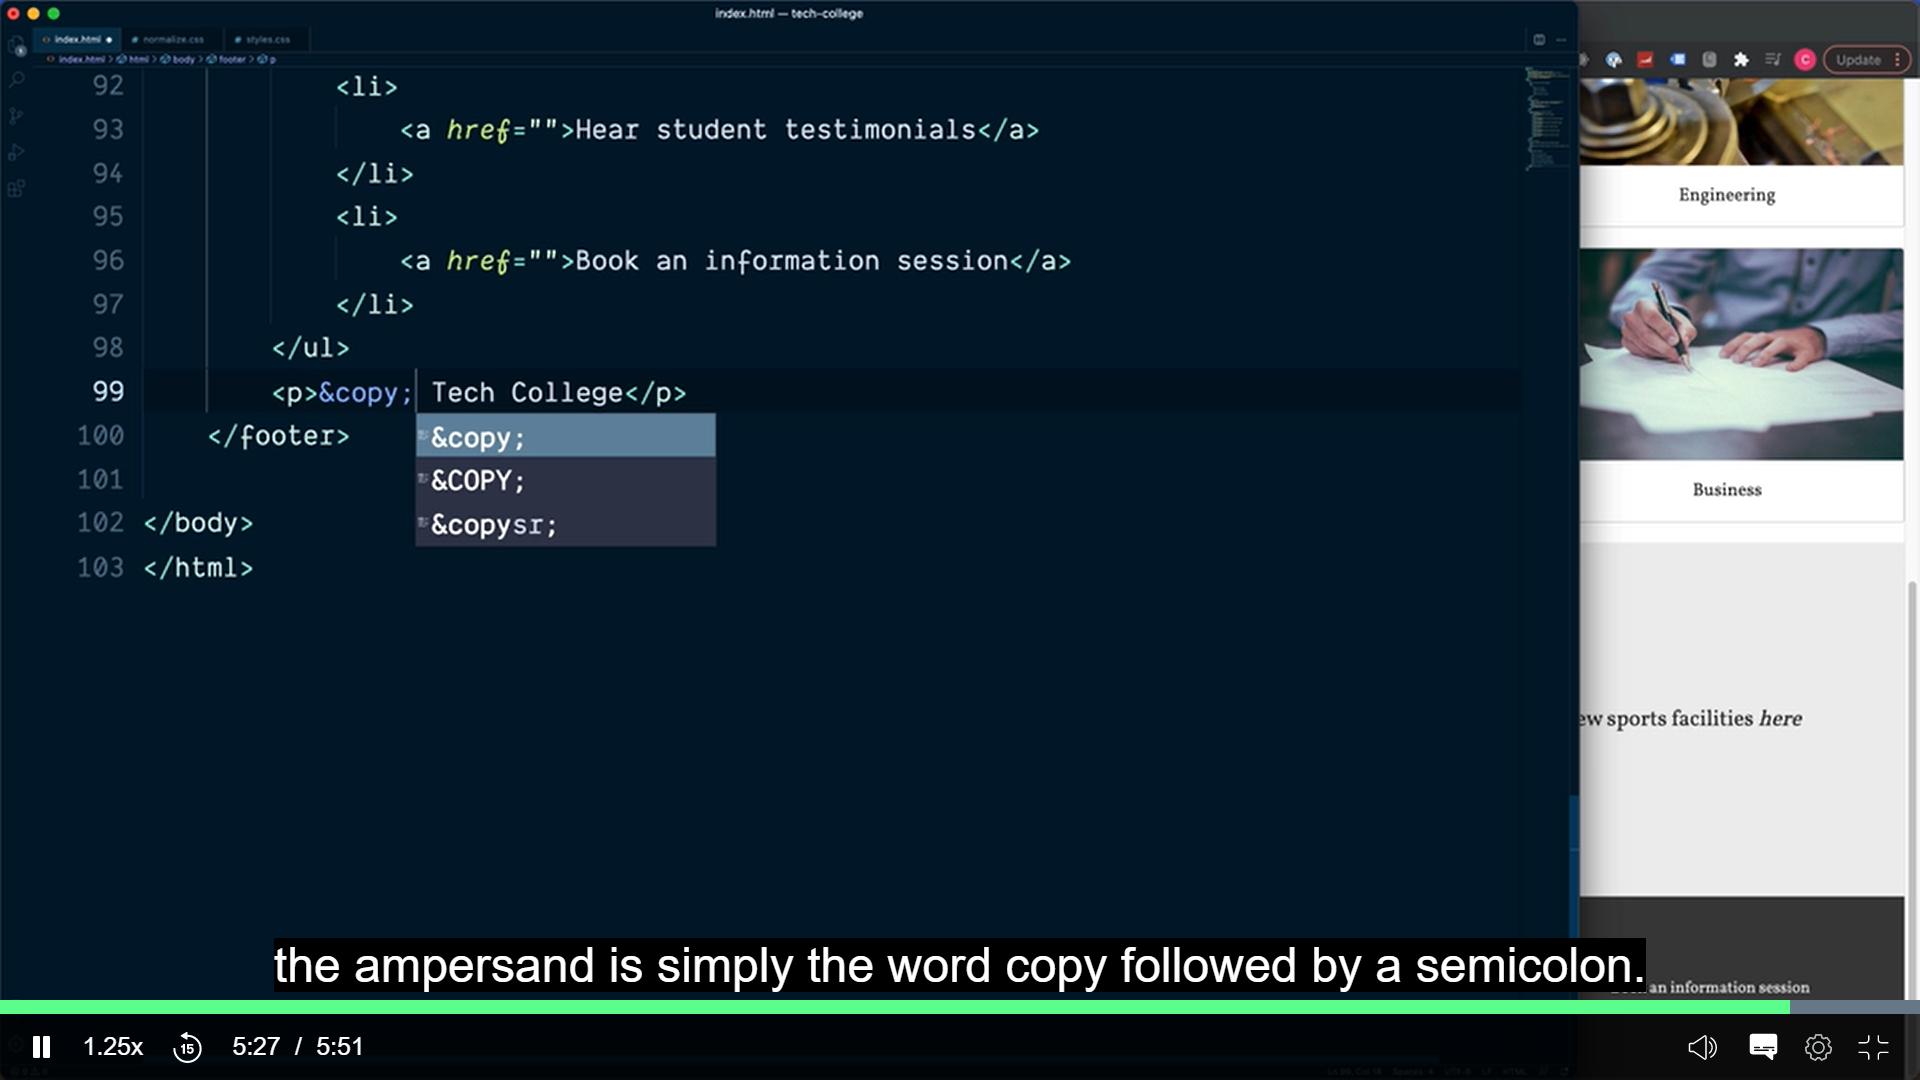 index.html — tech-college
index.html
normalize.css
styles.css
index.html > html > body > footer > p
Update
92 <li>
93 <a href="">Hear student testimonials</a>
94 </li>
95 <li>
96 <a href="">Book an information session</a>
97 </li>
98 </ul>
99 <p>&copy; Tech College</p>
100 </footer>
101
102 </body>
103 </html>
&copy;
&COPY;
&copysr;
C
Engineering
Business
ew sports facilities here
an information session
the ampersand is simply the word copy followed by a semicolon.
1.25x
15
5:27 / 5:51